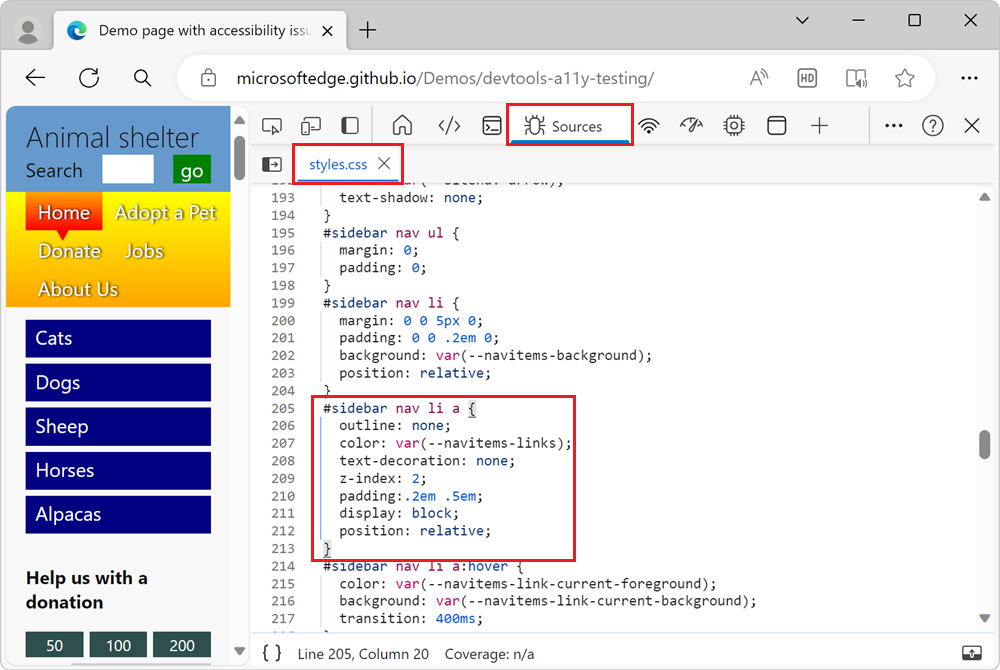 Demo page with accessibility issu
microsoftedge.github.io/Demos/devtools-a11y-testing/
HD
Animal shelter
Search
go
Home
Adopt a Pet
Donate
Jobs
About Us
Cats
Dogs
Sheep
Horses
Alpacas
Help us with a
donation
50 100 200
Sources
styles.css
193 text-shadow: none;
194 }
195 #sidebar nav ul {
196 margin: 0;
197 padding: 0;
198 }
199 #sidebar nav li {
200 margin: 0 0 5px 0;
201 padding: 0 0 .2em 0;
202 background: var(--navitems-background);
203 position: relative;
204 }
205 #sidebar nav li a {
206 outline: none;
207 color: var(--navitems-links);
208 text-decoration: none;
209 z-index: 2;
210 padding:.2em .5em;
211 display: block;
212 position: relative;
213 }
214 #sidebar nav li a:hover {
215 color: var(--navitems-link-current-foreground);
216 background: var(--navitems-link-current-background);
217 transition: 400ms;
{ } Line 205, Column 20 Coverage: n/a